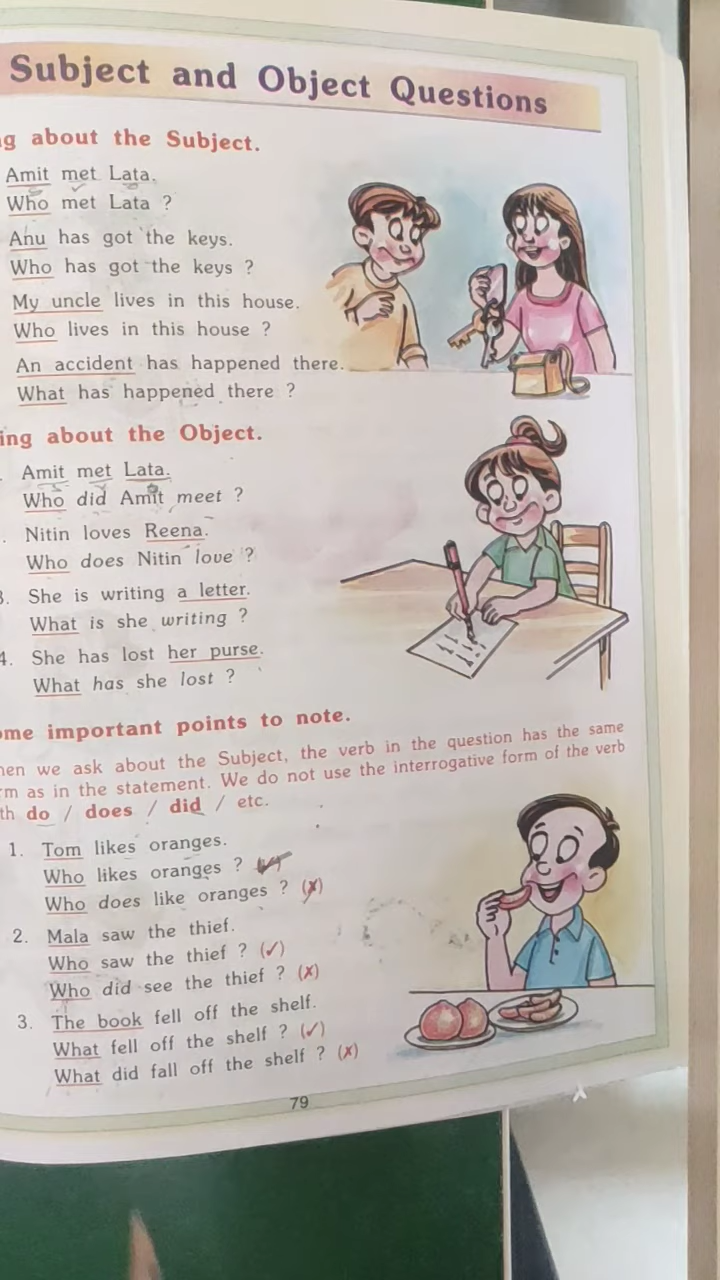 Subject and Object Questions
about the Subject.
Amit met Lata.
Who met Lata ?
Anu has got the keys.
Who has got the keys ?
My uncle lives in this house.
Who lives in this house ?
An accident has happened there.
What has happened there ?
about the Object.
Amit met Lata.
Who did Amit meet ?
Nitin loves Reena.
Who does Nitin love ?
3. She is writing a letter.
What is she writing ?
4. She has lost her purse.
What has she lost ?
important points to note.
we ask about the Subject, the verb in the question has the same
as in the statement. We do not use the interrogative form of the verb
do / does / did / etc.
1. Tom likes oranges.
Who likes oranges ?
Who does like oranges ? (✗)
2. Mala saw the thief.
Who saw the thief ? (✓)
Who did see the thief ? (✗)
3. The book fell off the shelf.
What fell off the shelf ? (✓)
What did fall off the shelf ? (✗)
79